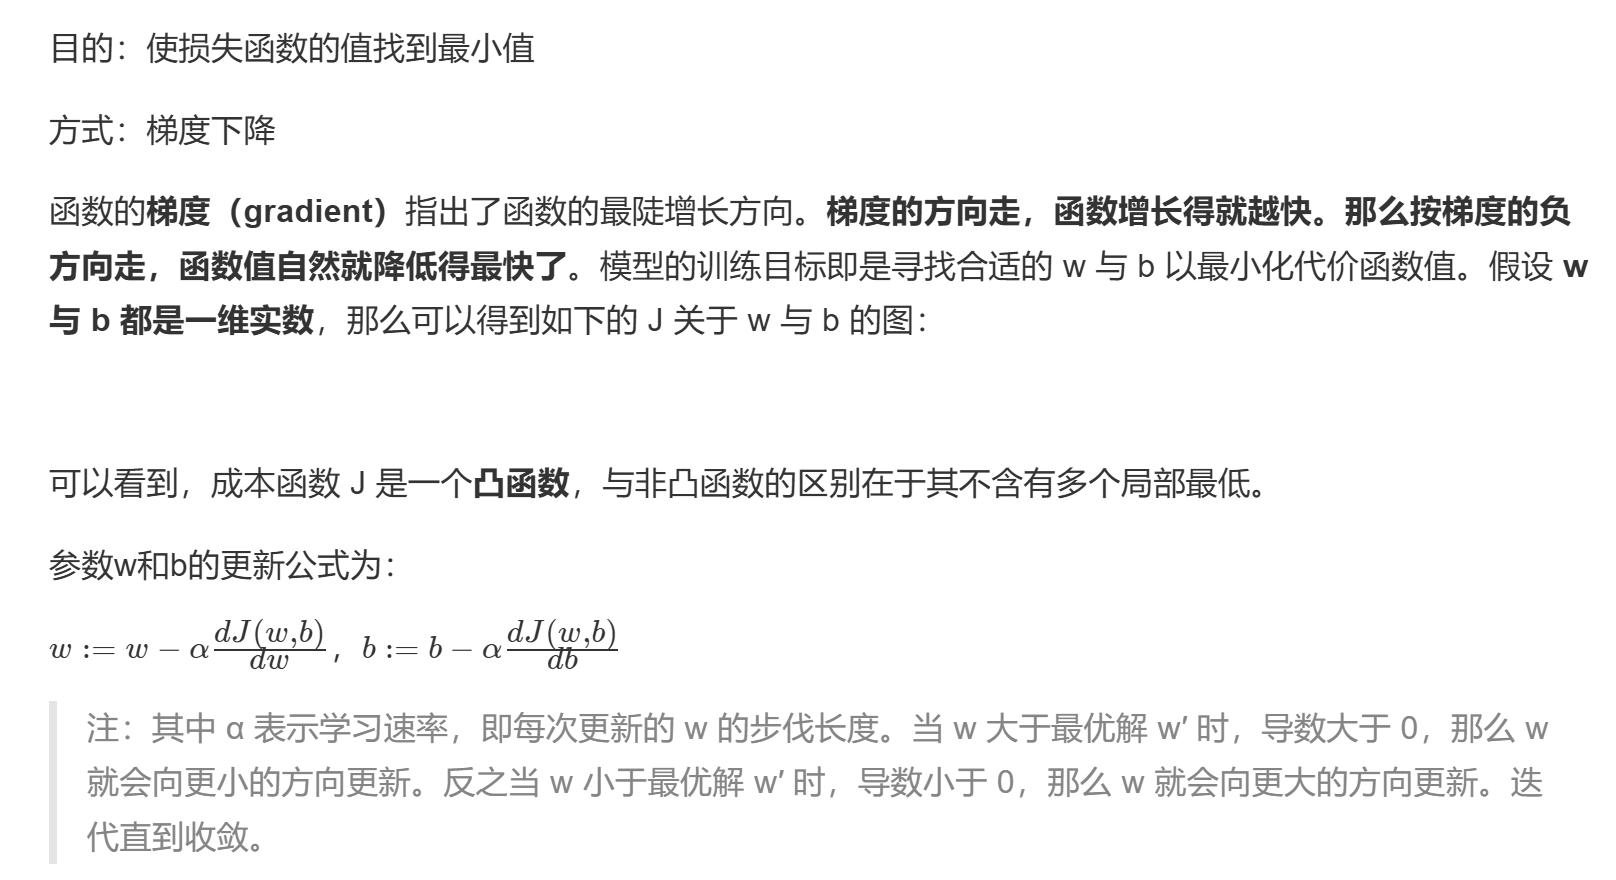 目的：使损失函数的值找到最小值
方式：梯度下降
函数的梯度（gradient）指出了函数的最陡增长方向。梯度的方向走，函数增长得就越快。那么按梯度的负
方向走，函数值自然就降低得最快了。模型的训练目标即是寻找合适的 w 与 b 以最小化代价函数值。假设 w
与 b 都是一维实数，那么可以得到如下的 J 关于 w 与 b 的图：
可以看到，成本函数 J 是一个凸函数，与非凸函数的区别在于其不含有多个局部最低。
参数w和b的更新公式为：
w := w − α dJ(w,b)/dw，b := b − α dJ(w,b)/db
注：其中 α 表示学习速率，即每次更新的 w 的步伐长度。当 w 大于最优解 w′ 时，导数大于 0，那么 w
就会向更小的方向更新。反之当 w 小于最优解 w′ 时，导数小于 0，那么 w 就会向更大的方向更新。迭
代直到收敛。